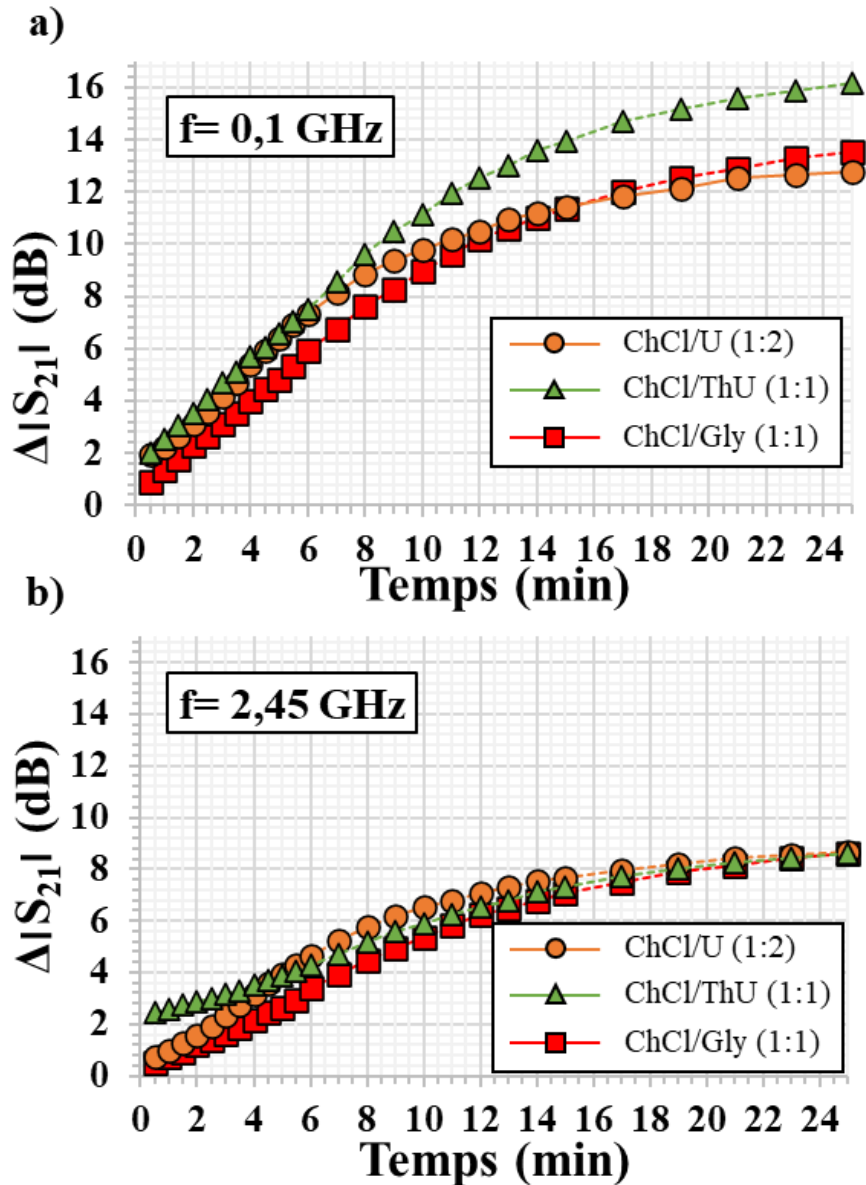 a)
Δ|S21| (dB)
16
14
12
10
8
6
4
2
0
f= 0,1 GHz
ChCl/U (1:2)
ChCl/ThU (1:1)
ChCl/Gly (1:1)
0 2 4 6 8 10 12 14 16 18 20 22 24
Temps (min)
b)
Δ|S21| (dB)
16
14
12
10
8
6
4
2
0
f= 2,45 GHz
ChCl/U (1:2)
ChCl/ThU (1:1)
ChCl/Gly (1:1)
0 2 4 6 8 10 12 14 16 18 20 22 24
Temps (min)